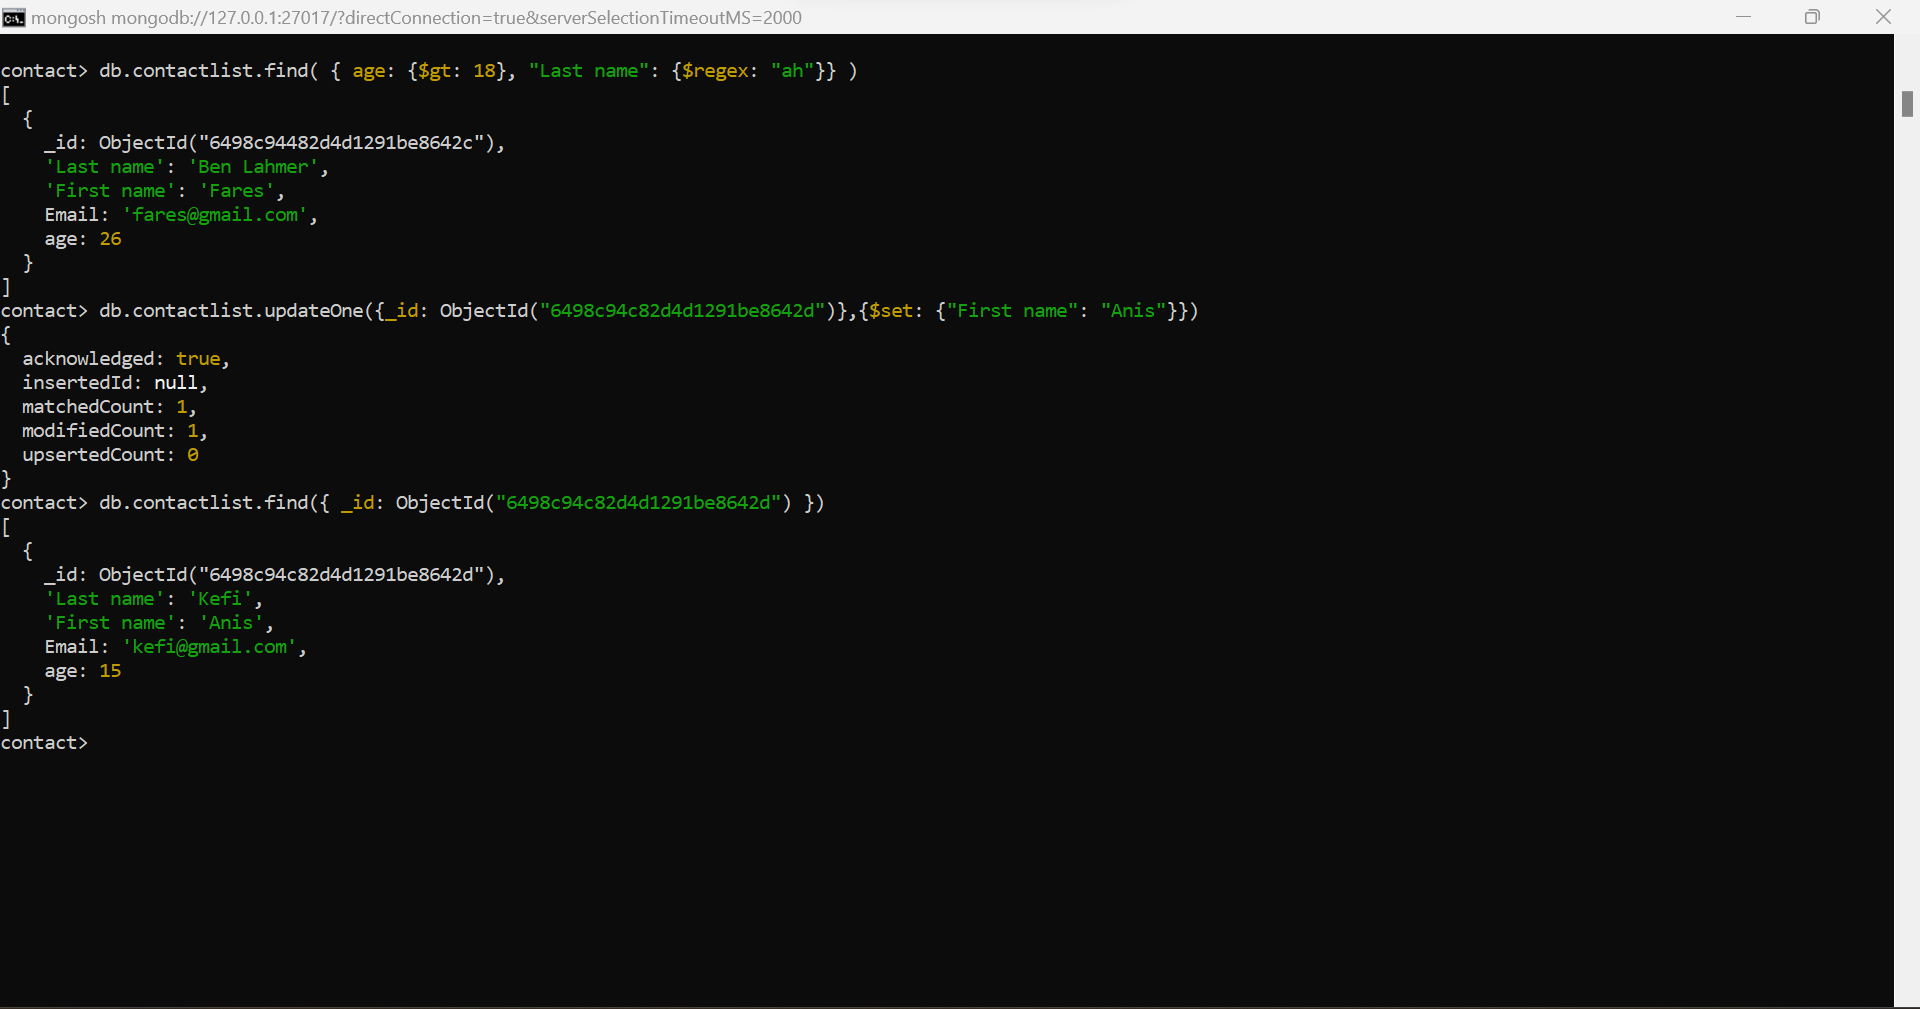 mongosh mongodb://127.0.0.1:27017/?directConnection=true&serverSelectionTimeoutMS=2000
contact> db.contactlist.find( { age: {$gt: 18}, "Last name": {$regex: "ah"}} )
[
  {
    _id: ObjectId("6498c94482d4d1291be8642c"),
    'Last name': 'Ben Lahmer',
    'First name': 'Fares',
    Email: 'fares@gmail.com',
    age: 26
  }
]
contact> db.contactlist.updateOne({_id: ObjectId("6498c94c82d4d1291be8642d")},{$set: {"First name": "Anis"}})
{
  acknowledged: true,
  insertedId: null,
  matchedCount: 1,
  modifiedCount: 1,
  upsertedCount: 0
}
contact> db.contactlist.find({ _id: ObjectId("6498c94c82d4d1291be8642d") })
[
  {
    _id: ObjectId("6498c94c82d4d1291be8642d"),
    'Last name': 'Kefi',
    'First name': 'Anis',
    Email: 'kefi@gmail.com',
    age: 15
  }
]
contact>